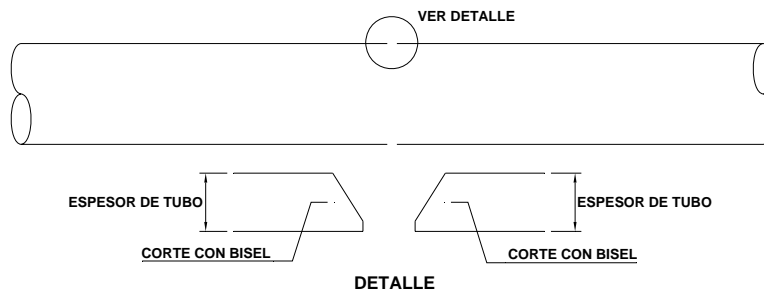 VER DETALLE
ESPESOR DE TUBO
ESPESOR DE TUBO
CORTE CON BISEL
CORTE CON BISEL
DETALLE